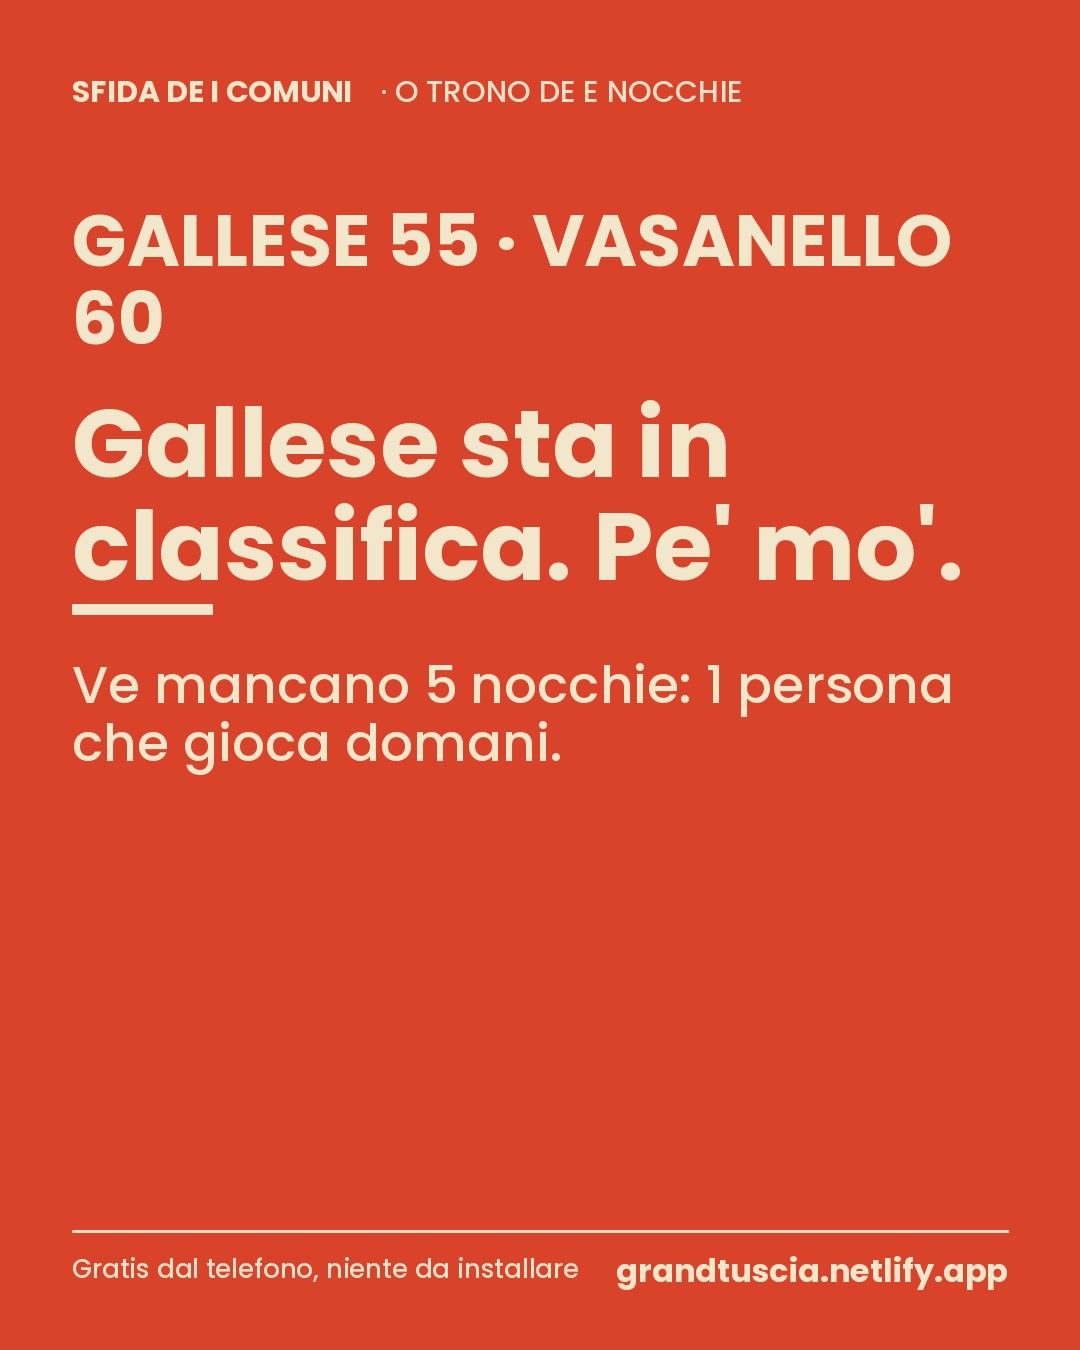 SFIDA DE I COMUNI · O TRONO DE E NOCCHIE
GALLESE 55 · VASANELLO
60
Gallese sta in
classifica. Pe' mo'.
Ve mancano 5 nocchie: 1 persona
che gioca domani.
Gratis dal telefono, niente da installare grandtuscia.netlify.app